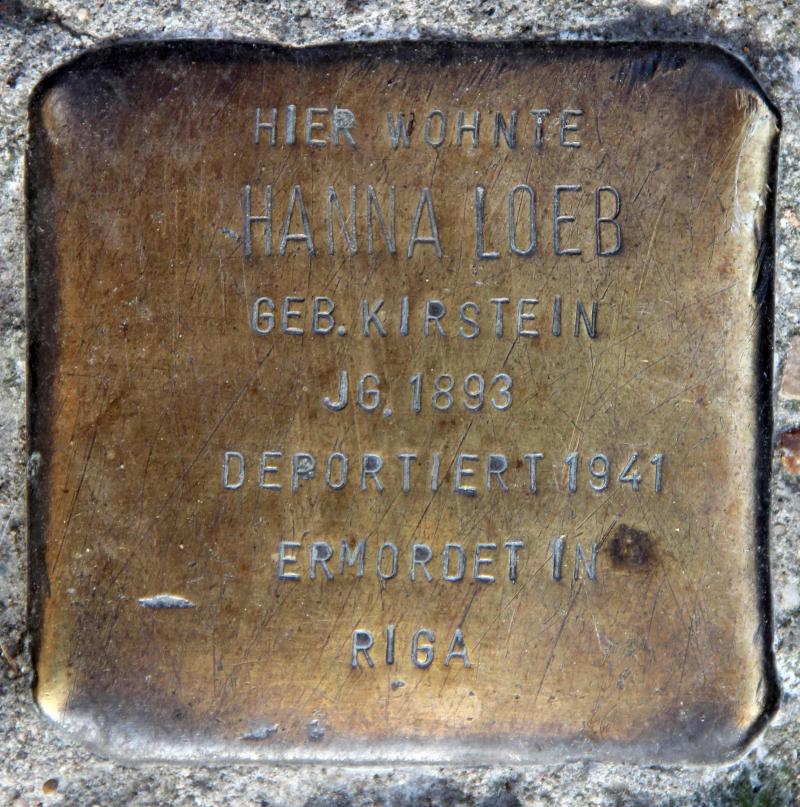 HIER WOHNTE
HANNA LOEB
GEB. KIRSTEIN
JG. 1893
DEPORTIERT 1941
ERMORDET IN
RIGA